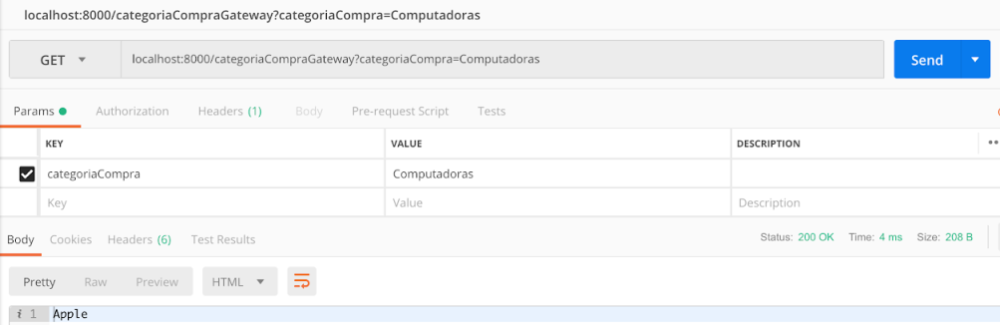 localhost:8000/categoriaCompraGateway?categoriaCompra=Computadoras
GET localhost:8000/categoriaCompraGateway?categoriaCompra=Computadoras Send
Params Authorization Headers (1) Body Pre-request Script Tests
KEY VALUE DESCRIPTION
categoriaCompra Computadoras
Key Value Description
Body Cookies Headers (6) Test Results Status: 200 OK Time: 4 ms Size: 208 B
Pretty Raw Preview HTML
i 1 Apple